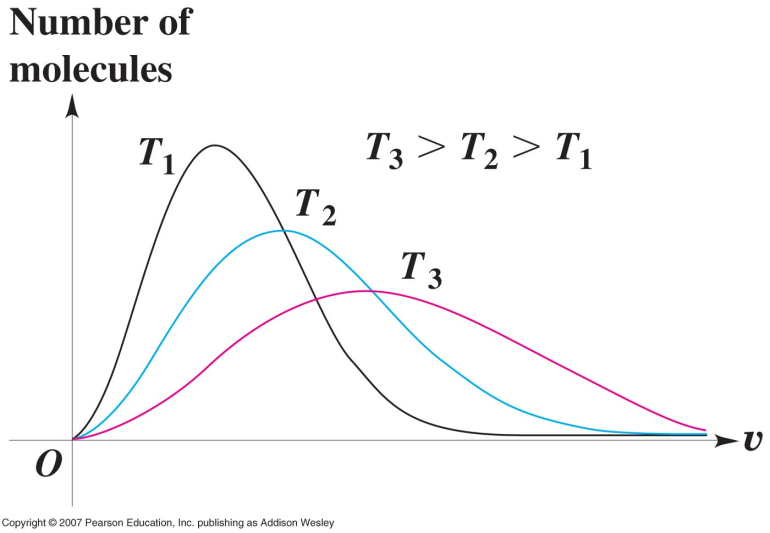 Number of
molecules
T₁
T₃ > T₂ > T₁
T₂
T₃
v
O
Copyright © 2007 Pearson Education, Inc. publishing as Addison Wesley